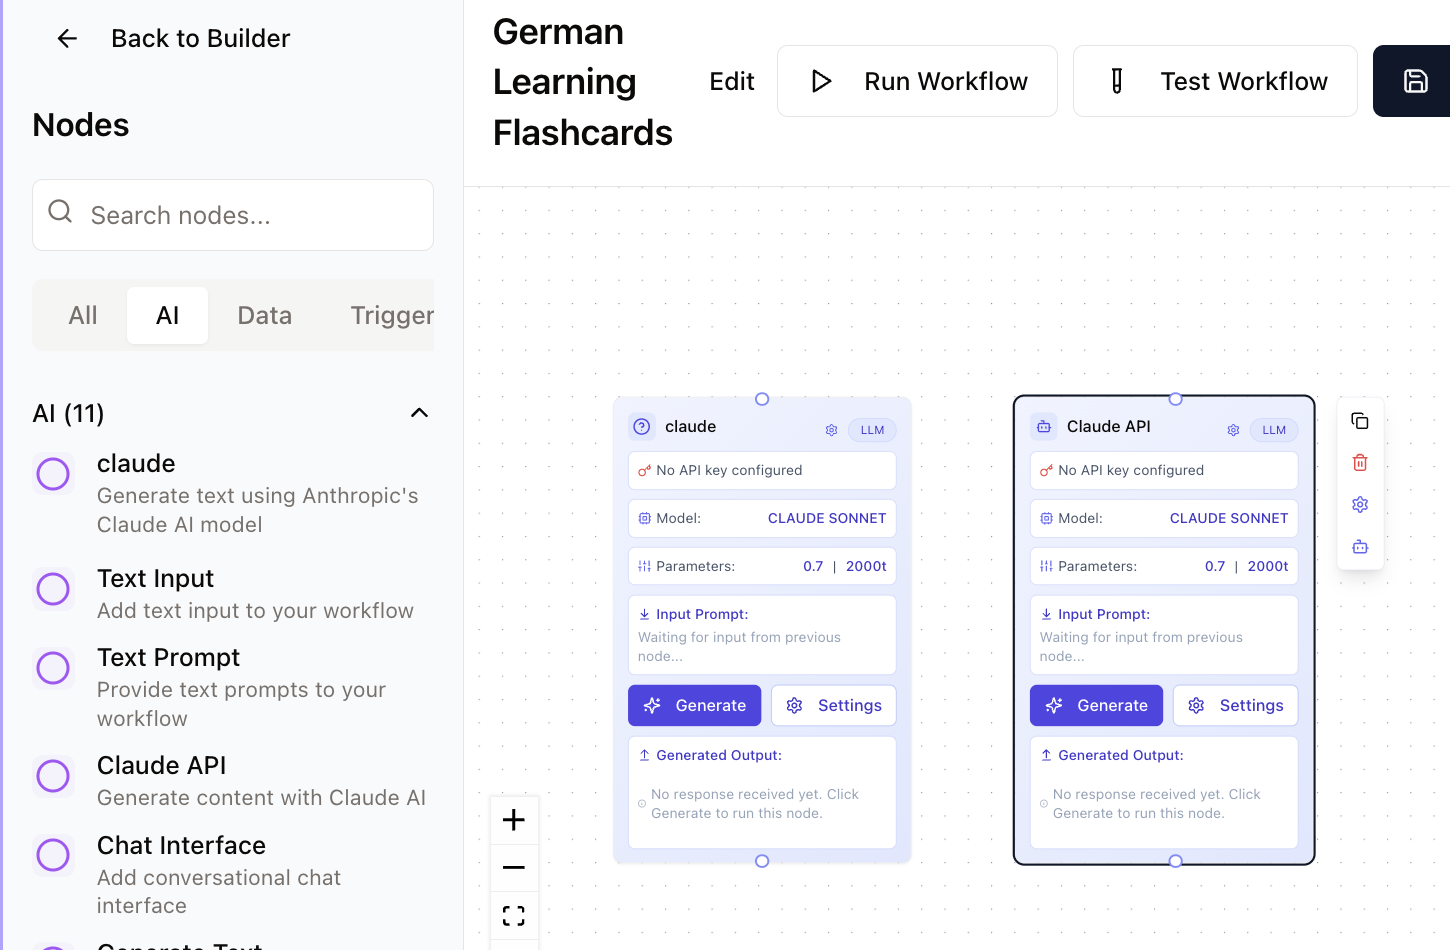 Back to Builder
Nodes
Search nodes...
All
AI
Data
Trigger
AI (11)
claude
Generate text using Anthropic's
Claude AI model
Text Input
Add text input to your workflow
Text Prompt
Provide text prompts to your
workflow
Claude API
Generate content with Claude AI
Chat Interface
Add conversational chat
interface
Generate Text
German
Learning
Flashcards
Edit
Run Workflow
Test Workflow
claude
LLM
No API key configured
Model:
CLAUDE SONNET
Parameters:
0.7 | 2000t
Input Prompt:
Waiting for input from previous
node...
Generate
Settings
Generated Output:
No response received yet. Click
Generate to run this node.
Claude API
LLM
No API key configured
Model:
CLAUDE SONNET
Parameters:
0.7 | 2000t
Input Prompt:
Waiting for input from previous
node...
Generate
Settings
Generated Output:
No response received yet. Click
Generate to run this node.